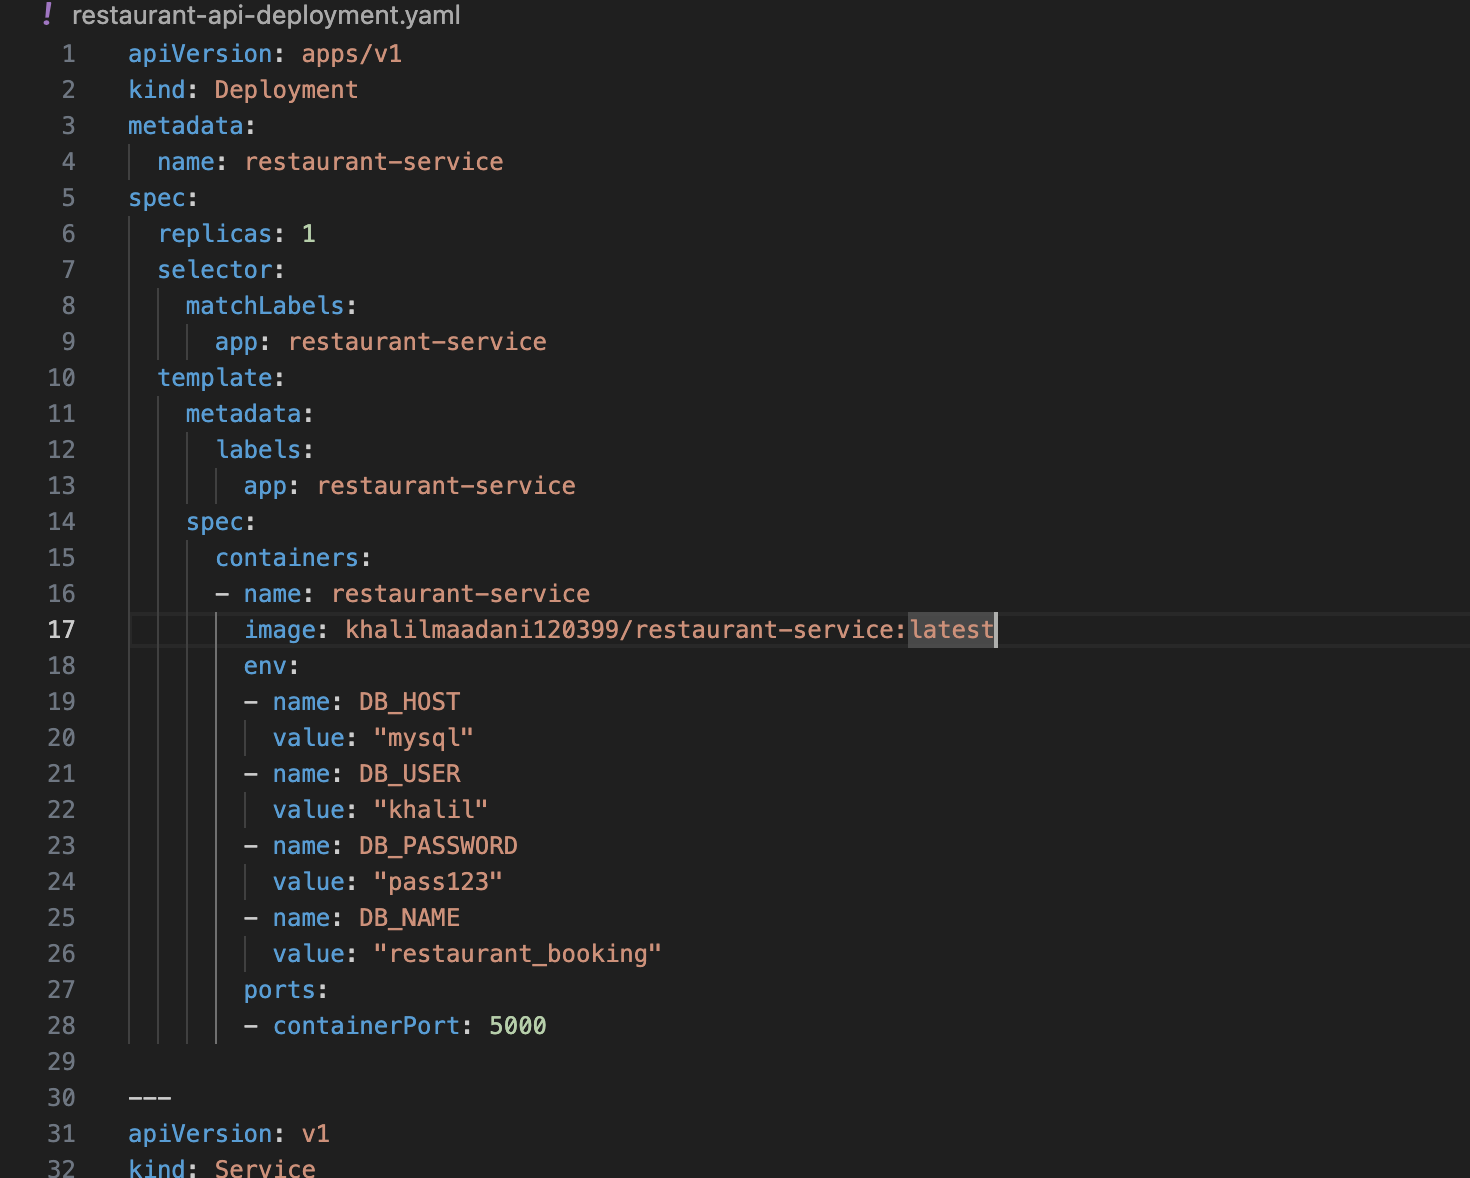 ! restaurant-api-deployment.yaml
1 apiVersion: apps/v1
2 kind: Deployment
3 metadata:
4   name: restaurant-service
5 spec:
6   replicas: 1
7   selector:
8     matchLabels:
9       app: restaurant-service
10   template:
11     metadata:
12       labels:
13         app: restaurant-service
14     spec:
15       containers:
16       - name: restaurant-service
17         image: khalilmaadani120399/restaurant-service:latest
18         env:
19         - name: DB_HOST
20           value: "mysql"
21         - name: DB_USER
22           value: "khalil"
23         - name: DB_PASSWORD
24           value: "pass123"
25         - name: DB_NAME
26           value: "restaurant_booking"
27         ports:
28         - containerPort: 5000
29
30 ---
31 apiVersion: v1
32 kind: Service